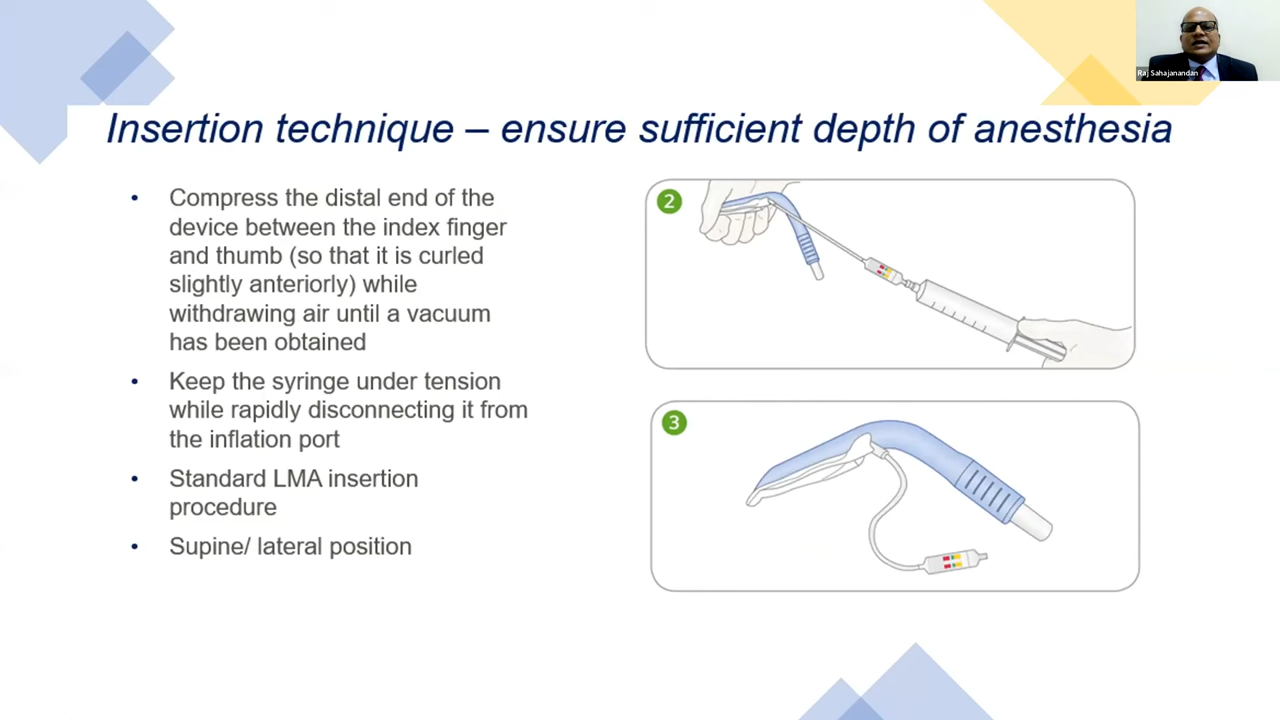 Raj Sahajanandan
Insertion technique – ensure sufficient depth of anesthesia
• Compress the distal end of the
device between the index finger
and thumb (so that it is curled
slightly anteriorly) while
withdrawing air until a vacuum
has been obtained
• Keep the syringe under tension
while rapidly disconnecting it from
the inflation port
• Standard LMA insertion
procedure
• Supine/ lateral position
2
3